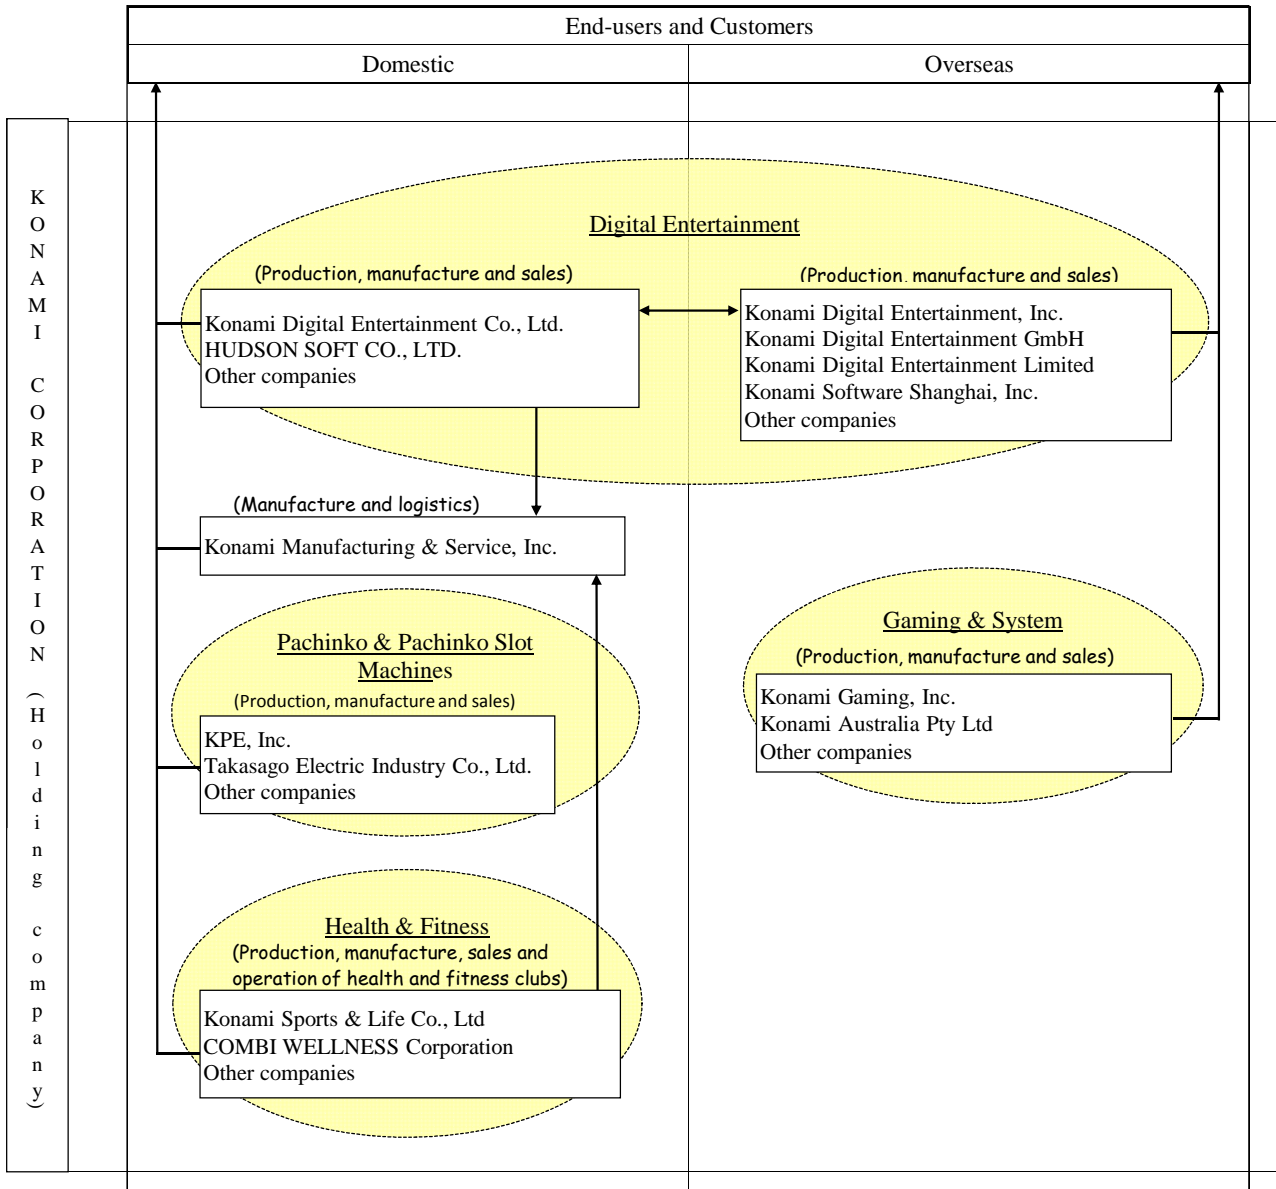 End-users and Customers
Domestic
Overseas
KONAMI CORPORATION (Holding company)
Digital Entertainment
(Production, manufacture and sales)
(Production, manufacture and sales)
Konami Digital Entertainment Co., Ltd.
HUDSON SOFT CO., LTD.
Other companies
Konami Digital Entertainment, Inc.
Konami Digital Entertainment GmbH
Konami Digital Entertainment Limited
Konami Software Shanghai, Inc.
Other companies
(Manufacture and logistics)
Konami Manufacturing & Service, Inc.
Pachinko & Pachinko Slot
Machines
(Production, manufacture and sales)
KPE, Inc.
Takasago Electric Industry Co., Ltd.
Other companies
Gaming & System
(Production, manufacture and sales)
Konami Gaming, Inc.
Konami Australia Pty Ltd
Other companies
Health & Fitness
(Production, manufacture, sales and
operation of health and fitness clubs)
Konami Sports & Life Co., Ltd
COMBI WELLNESS Corporation
Other companies